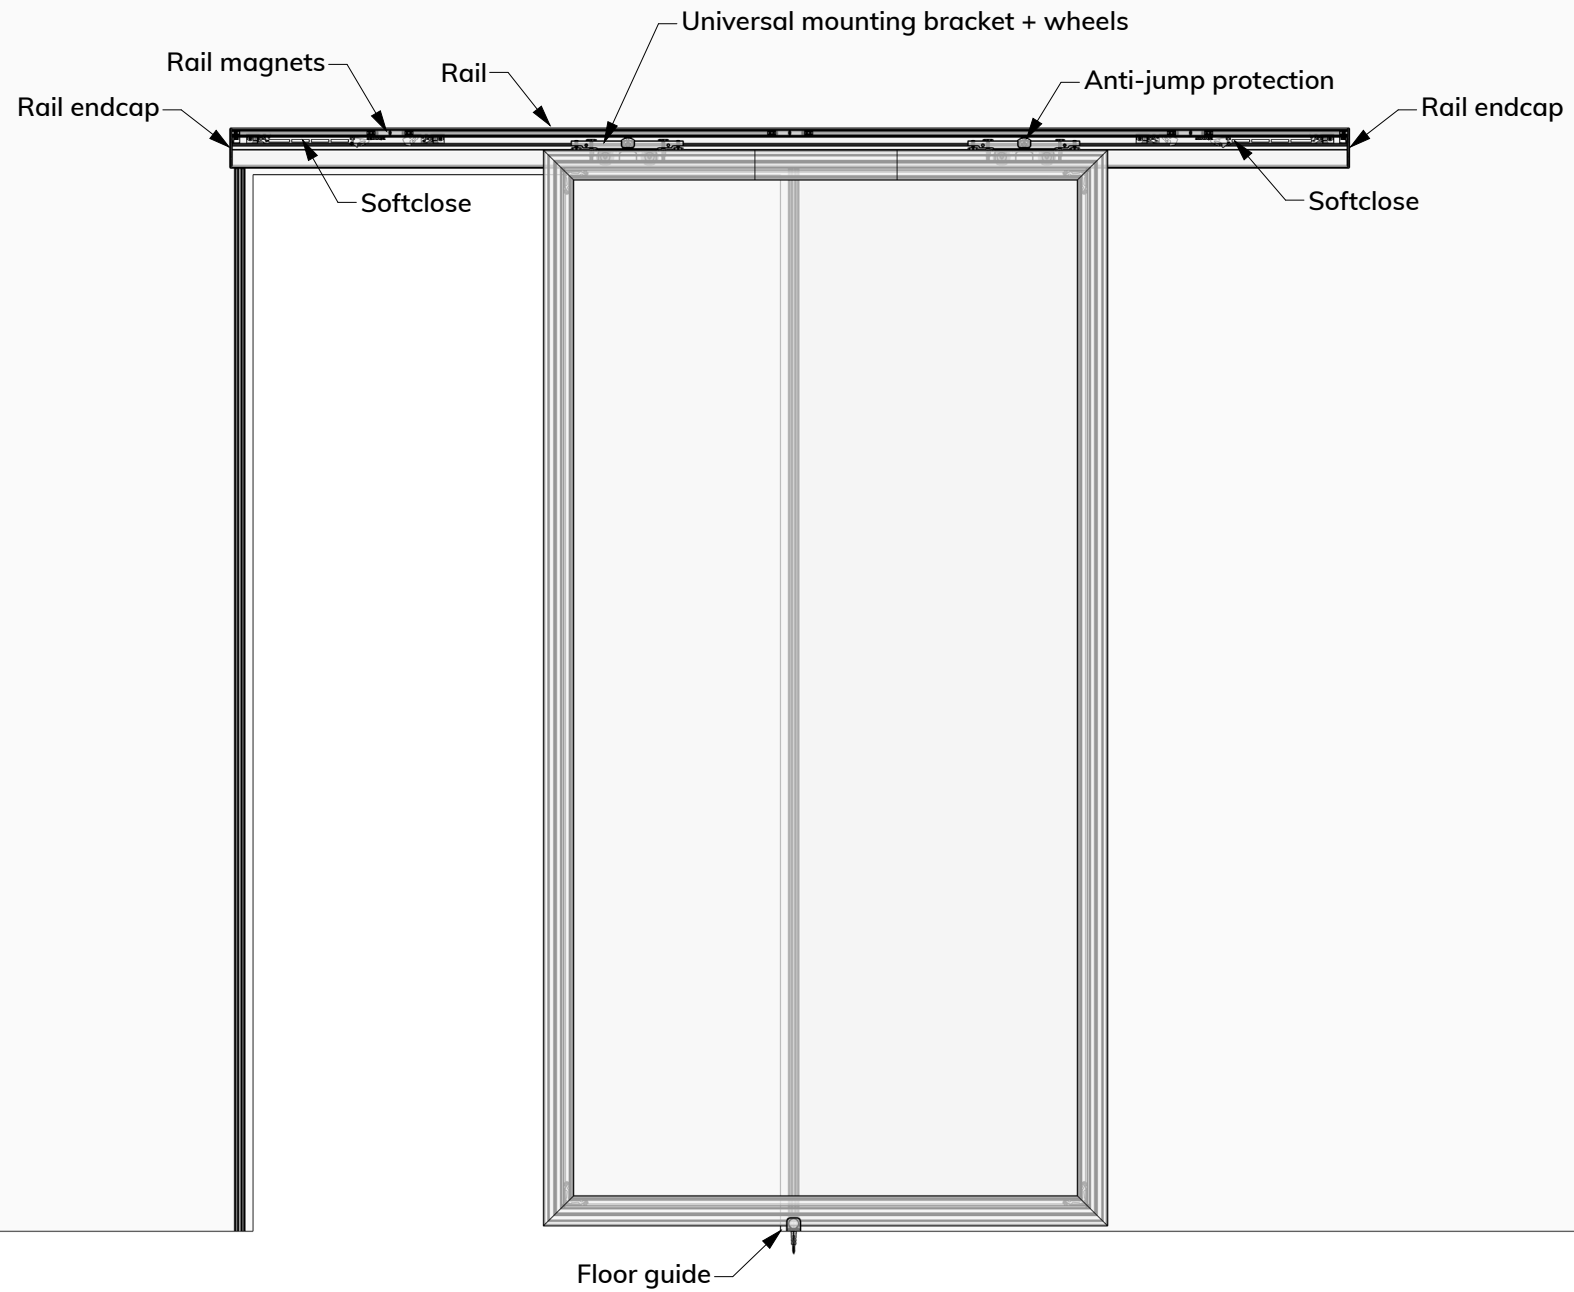 Universal mounting bracket + wheels
Rail magnets
Rail
Anti-jump protection
Rail endcap
Rail endcap
Softclose
Softclose
Floor guide